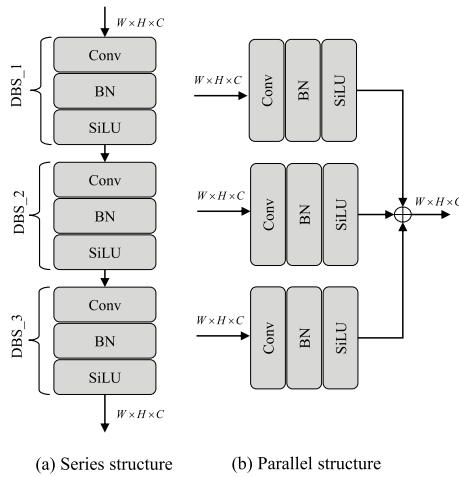 W×H×C
DBS_1
Conv
BN
SiLU
DBS_2
Conv
BN
SiLU
DBS_3
Conv
BN
SiLU
W×H×C
(a) Series structure
W×H×C
Conv
BN
SiLU
W×H×C
Conv
BN
SiLU
W×H×C
W×H×C
Conv
BN
SiLU
(b) Parallel structure